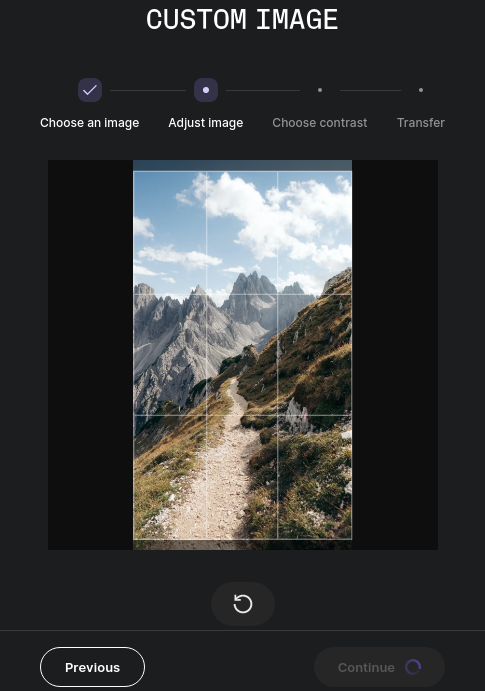 CUSTOM IMAGE
Choose an image
Adjust image
Choose contrast
Transfer
Previous
Continue